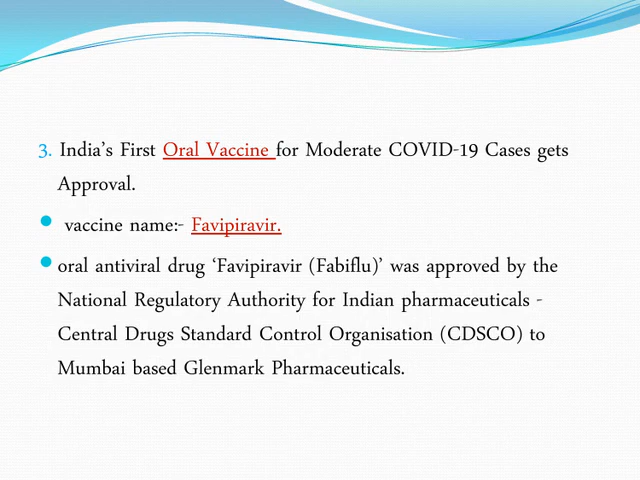 3. India's First Oral Vaccine for Moderate COVID-19 Cases gets
Approval.
vaccine name:- Favipiravir.
oral antiviral drug ‘Favipiravir (Fabiflu)’ was approved by the
National Regulatory Authority for Indian pharmaceuticals -
Central Drugs Standard Control Organisation (CDSCO) to
Mumbai based Glenmark Pharmaceuticals.